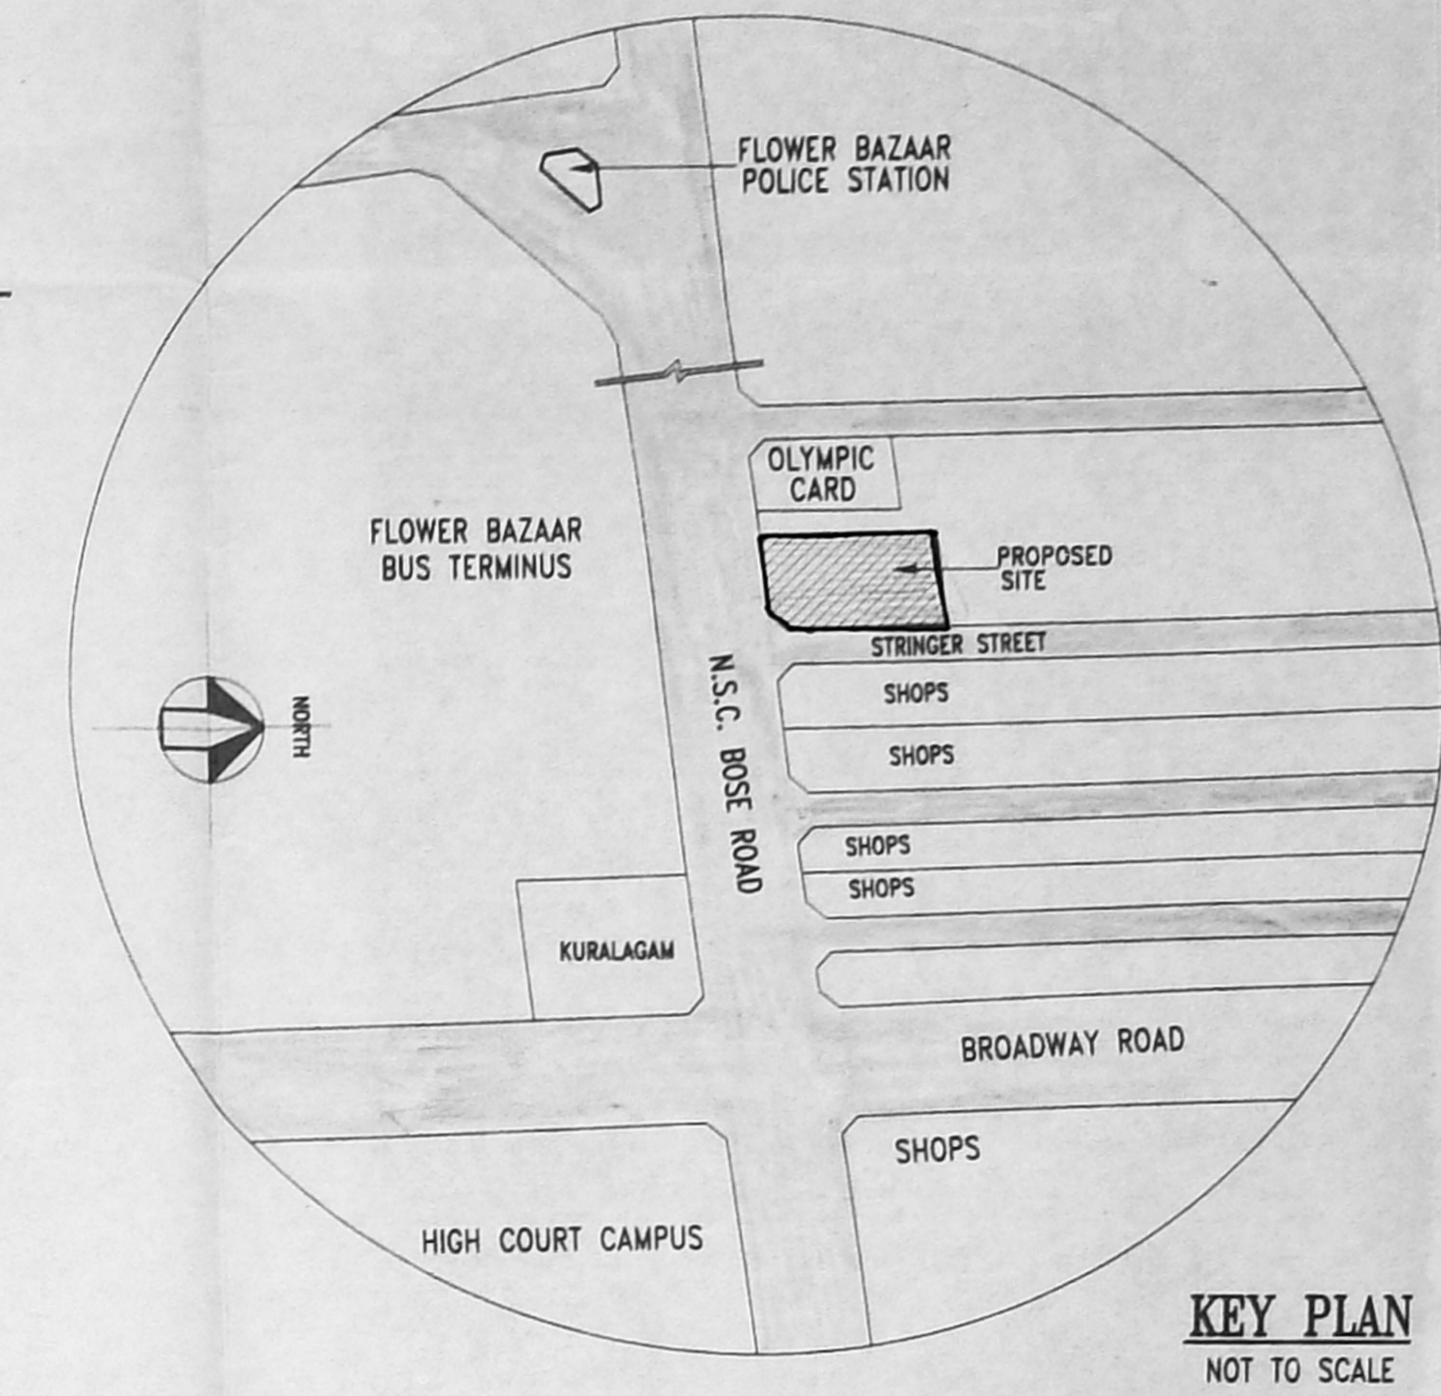 FLOWER BAZAAR
POLICE STATION
OLYMPIC
CARD
FLOWER BAZAAR
BUS TERMINUS
PROPOSED
SITE
STRINGER STREET
SHOPS
NORTH
N.S.C. BOSE ROAD
SHOPS
SHOPS
SHOPS
KURALAGAM
BROADWAY ROAD
SHOPS
HIGH COURT CAMPUS
KEY PLAN
NOT TO SCALE